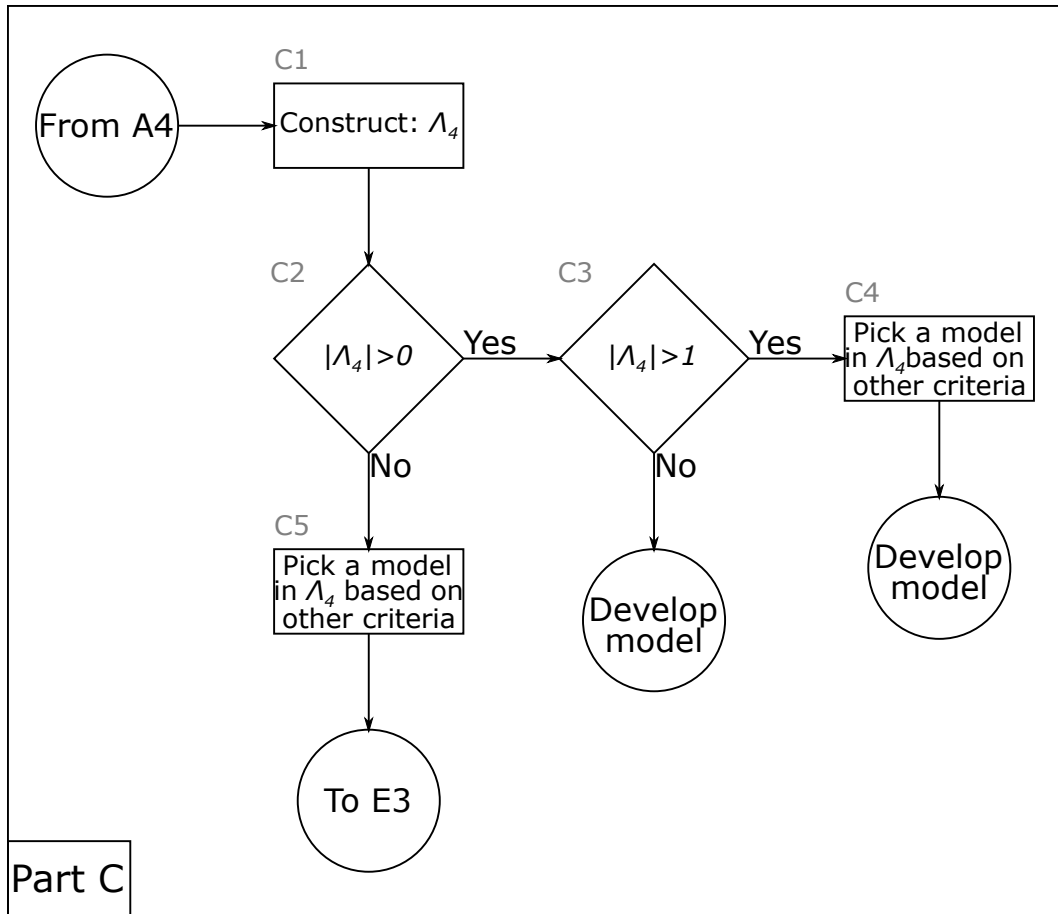 C1
From A4
Construct: Λ₄
C2
C3
C4
|Λ₄|>0
Yes
|Λ₄|>1
Yes
Pick a model
in Λ₄ based on
other criteria
No
No
C5
Pick a model
in Λ₄ based on
other criteria
Develop
model
Develop
model
To E3
Part C